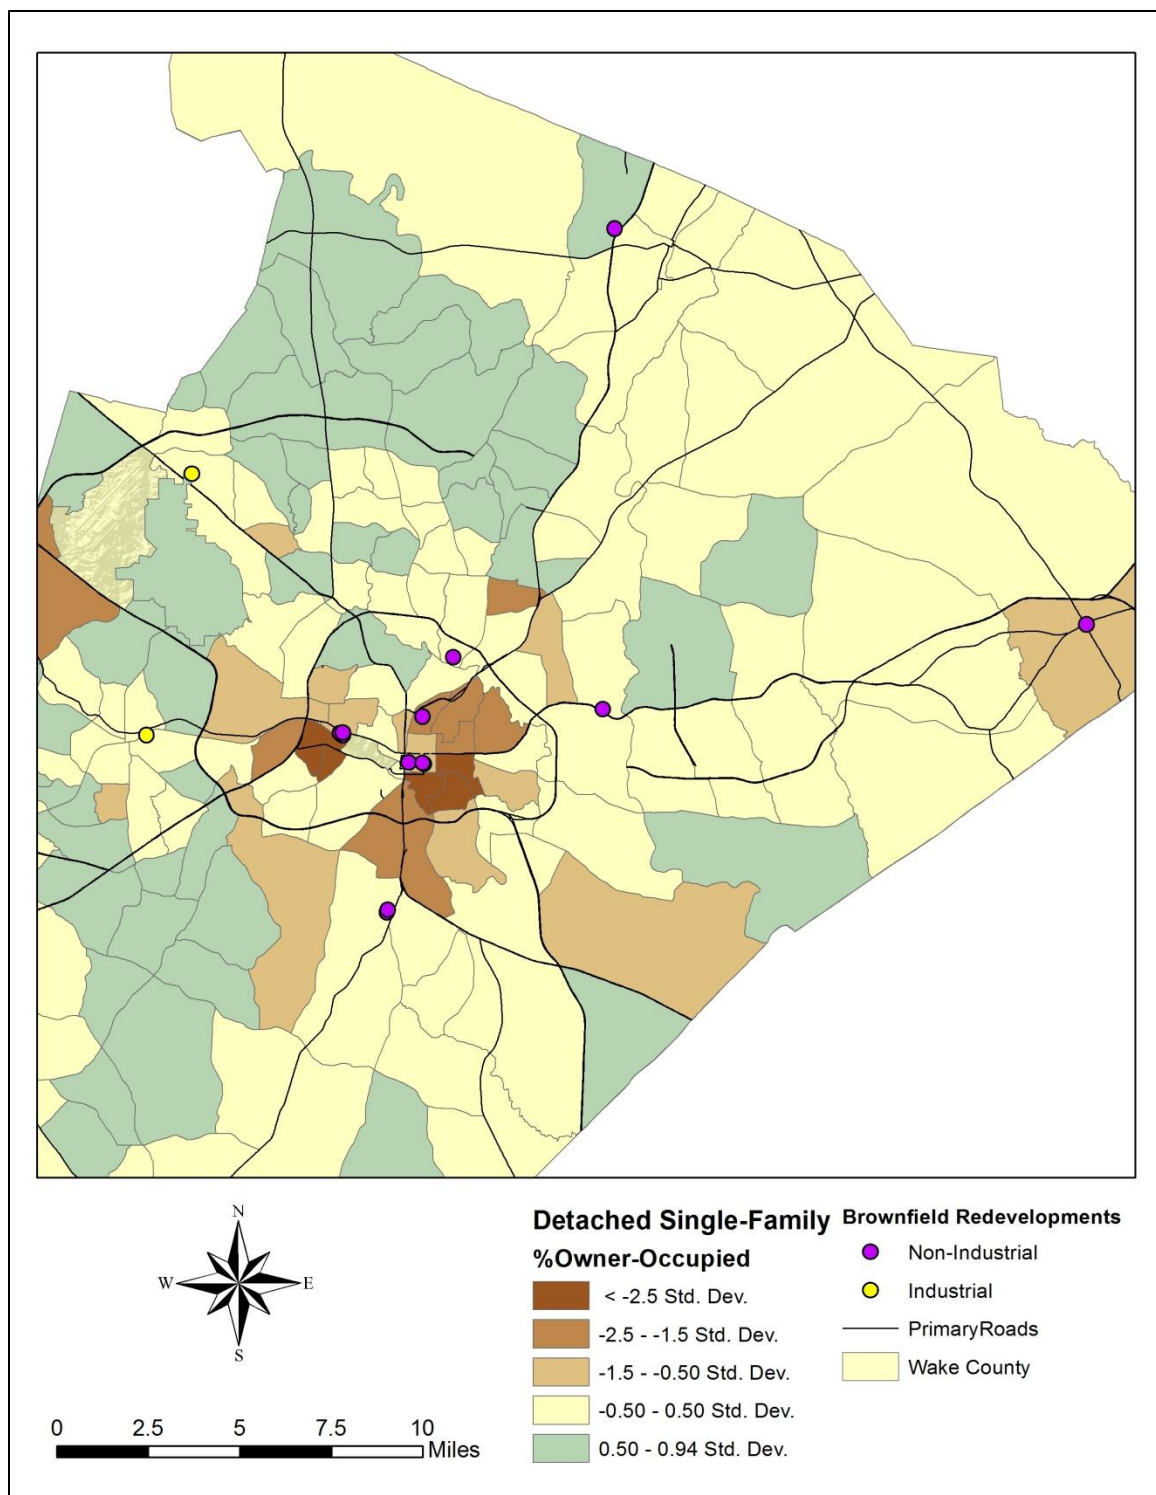 N
W
E
S
0 2.5 5 7.5 10
Miles
Detached Single-Family
%Owner-Occupied
< -2.5 Std. Dev.
-2.5 - -1.5 Std. Dev.
-1.5 - -0.50 Std. Dev.
-0.50 - 0.50 Std. Dev.
0.50 - 0.94 Std. Dev.
Brownfield Redevelopments
Non-Industrial
Industrial
PrimaryRoads
Wake County